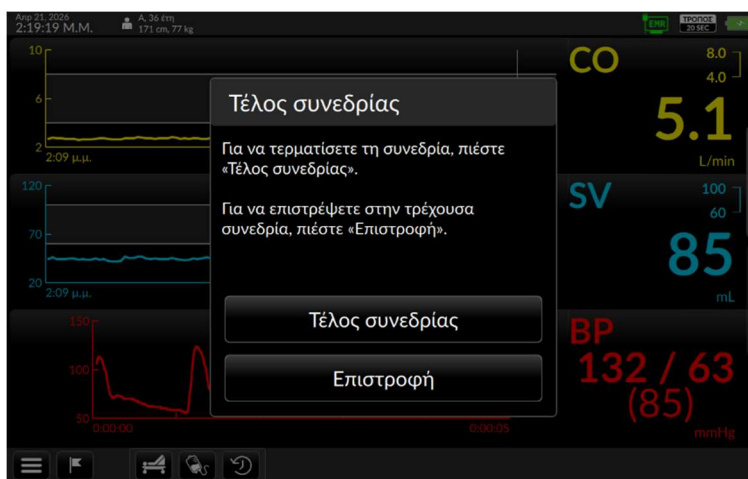 Απρ 21, 2026
2:19:19 Μ.Μ.
Α, 36 έτη
171 cm, 77 kg
EMR
ΤΡΟΠΟΣ
20 SEC
10
6
2
2:09 μ.μ.
CO
8.0
4.0
5.1
L/min
120
70
20
2:09 μ.μ.
SV
100
60
85
mL
150
100
50
0:00:00
0:00:05
BP
132 / 63
(85)
mmHg
Τέλος συνεδρίας
Για να τερματίσετε τη συνεδρία, πιέστε
«Τέλος συνεδρίας».
Για να επιστρέψετε στην τρέχουσα
συνεδρία, πιέστε «Επιστροφή».
Τέλος συνεδρίας
Επιστροφή